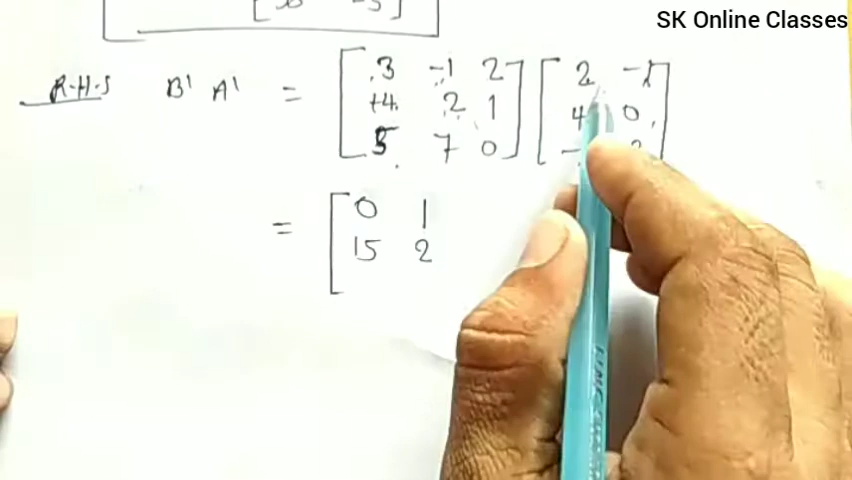 SK Online Classes
R.H.S B' A' = [3 -1 2] [2 -1]
+4 2 1 4 0
5 7 0
= [0 1
15 2